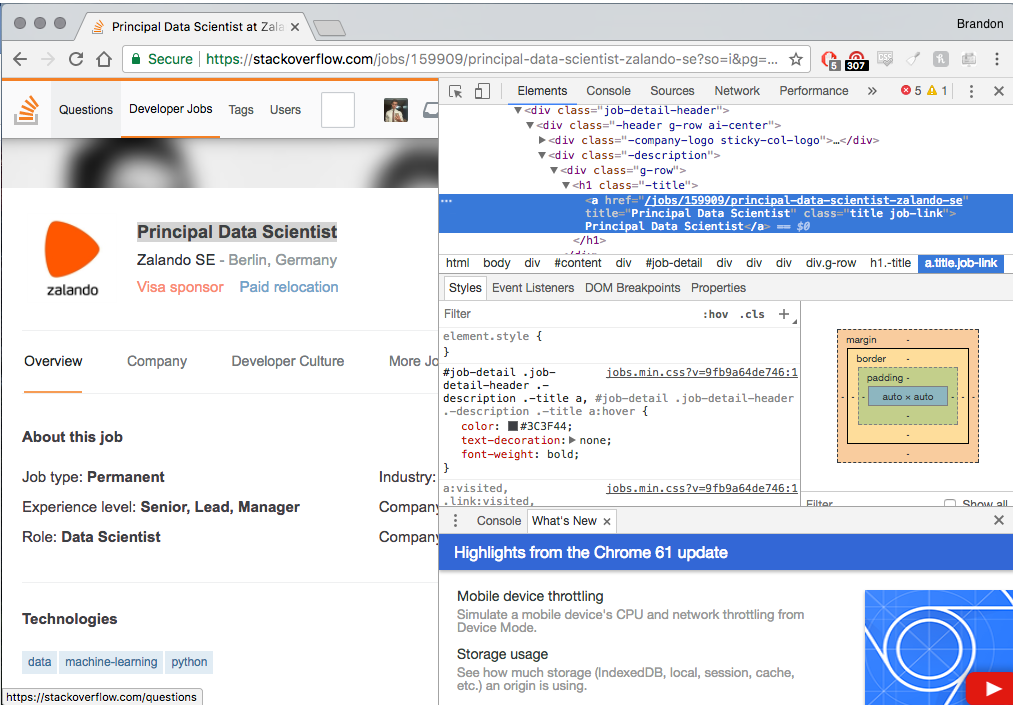 Principal Data Scientist at Zala
Brandon
Secure
https://stackoverflow.com/jobs/159909/principal-data-scientist-zalando-se?so=i&pg=...
5
307
Questions
Developer Jobs
Tags
Users
Principal Data Scientist
Zalando SE - Berlin, Germany
zalando
Visa sponsor Paid relocation
Overview
Company
Developer Culture
More Jo
About this job
Job type: Permanent
Industry:
Experience level: Senior, Lead, Manager
Company
Role: Data Scientist
Company
Technologies
data
machine-learning
python
https://stackoverflow.com/questions
Elements
Console
Sources
Network
Performance
»
5
1
▼<div class="job-detail-header">
▼<div class="-header g-row ai-center">
▶<div class="-company-logo sticky-col-logo">…</div>
▼<div class="-description">
▼<div class="g-row">
▼<h1 class="-title">
<a href="/jobs/159909/principal-data-scientist-zalando-se"
title="Principal Data Scientist" class="title job-link">
Principal Data Scientist</a> == $0
</h1>
html body div #content div #job-detail div div div div.g-row h1.-title a.title.job-link
Styles
Event Listeners
DOM Breakpoints
Properties
Filter
:hov .cls +
element.style {
}
#job-detail .job-
jobs.min.css?v=9fb9a64de746:1
detail-header .-
description .-title a, #job-detail .job-detail-header
.-description .-title a:hover {
color: #3C3F44;
text-decoration:▶ none;
font-weight: bold;
}
a:visited,
jobs.min.css?v=9fb9a64de746:1
.link:visited,
margin -
border -
padding -
- - - auto × auto - - -
-
-
-
Filter
Show all
Console
What's New ×
Highlights from the Chrome 61 update
Mobile device throttling
Simulate a mobile device's CPU and network throttling from
Device Mode.
Storage usage
See how much storage (IndexedDB, local, session, cache,
etc.) an origin is using.